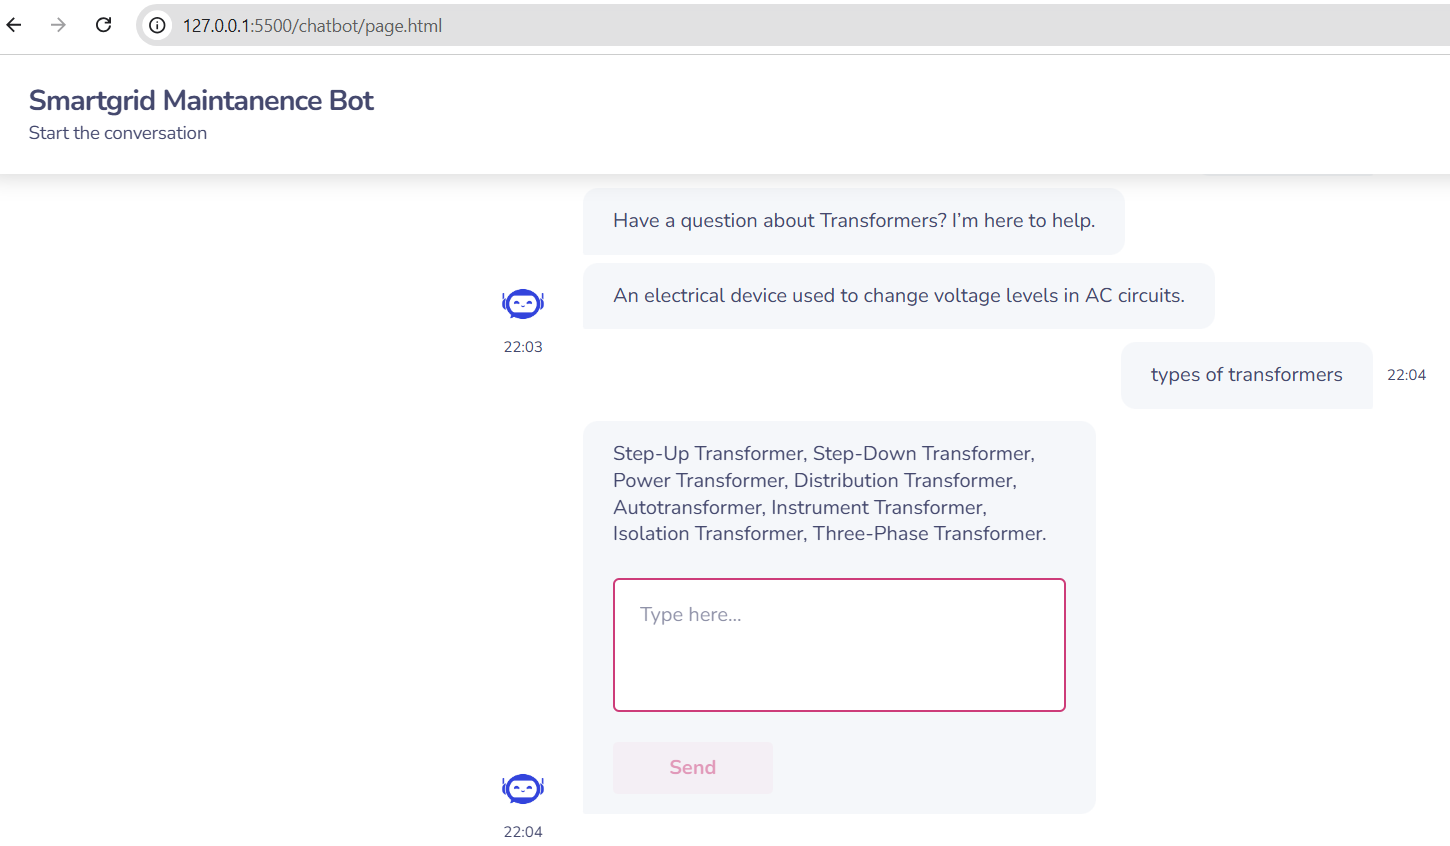 127.0.0.1:5500/chatbot/page.html
Smartgrid Maintanence Bot
Start the conversation
Have a question about Transformers? I’m here to help.
An electrical device used to change voltage levels in AC circuits.
22:03
types of transformers
22:04
Step-Up Transformer, Step-Down Transformer,
Power Transformer, Distribution Transformer,
Autotransformer, Instrument Transformer,
Isolation Transformer, Three-Phase Transformer.
Type here...
Send
22:04